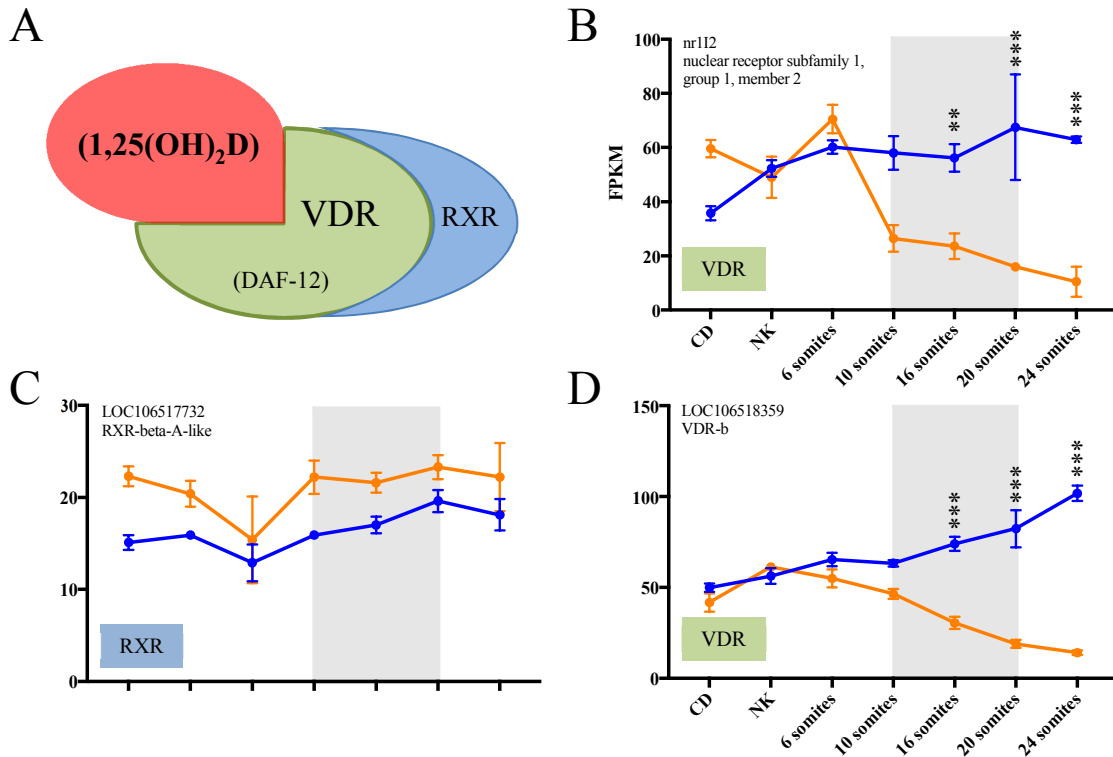 A
(1,25(OH)₂D)
VDR
RXR
(DAF-12)
B
nr1I2
nuclear receptor subfamily 1,
group 1, member 2
100
80
60
40
20
0
FPKM
**
***
***
VDR
CD
NK
6 somites
10 somites
16 somites
20 somites
24 somites
C
LOC106517732
RXR-beta-A-like
30
20
10
0
RXR
D
LOC106518359
VDR-b
150
100
50
0
***
***
***
VDR
CD
NK
6 somites
10 somites
16 somites
20 somites
24 somites